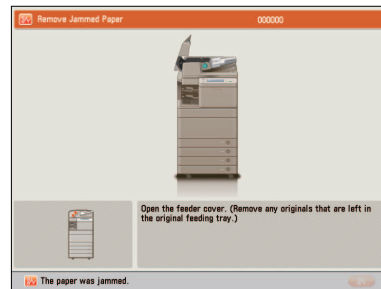 Remove Jammed Paper 000000
Open the feeder cover. (Remove any originals that are left in
the original feeding tray.)
The paper was jammed.